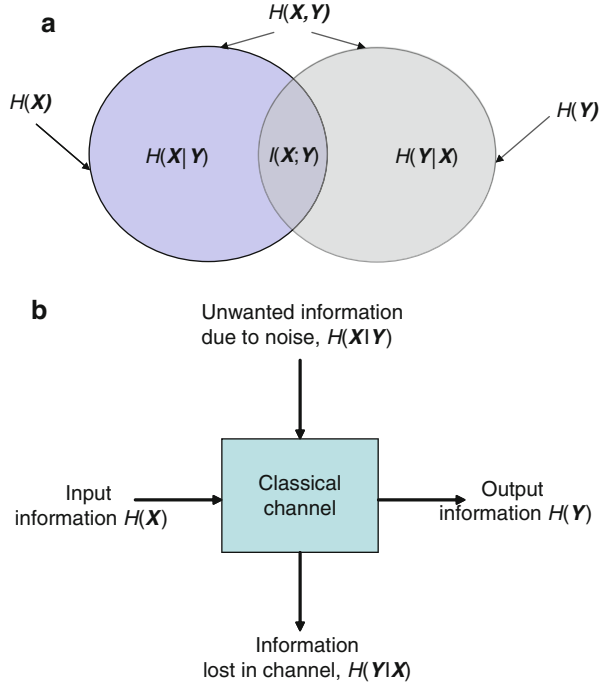 a
H(X,Y)
H(X)
H(Y)
H(X|Y)
I(X;Y)
H(Y|X)
b
Unwanted information
due to noise, H(X|Y)
Input
information H(X)
Classical
channel
Output
information H(Y)
Information
lost in channel, H(Y|X)